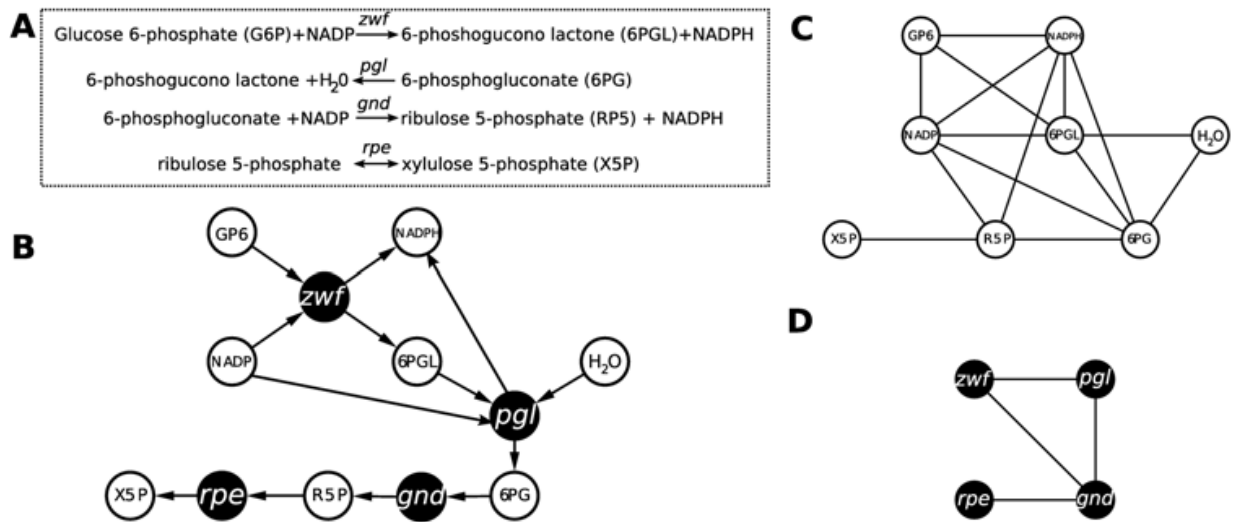 A
zwf
Glucose 6-phosphate (G6P)+NADP 6-phoshogucono lactone (6PGL)+NADPH
pgl
6-phoshogucono lactone +H₂0 6-phosphogluconate (6PG)
gnd
6-phosphogluconate +NADP ribulose 5-phosphate (RP5) + NADPH
rpe
ribulose 5-phosphate xylulose 5-phosphate (X5P)
B
GP6 NADPH
zwf
NADP 6PGL H₂O
pgl
X5P rpe R5P gnd 6PG
C
GP6 NADPH
NADP 6PGL H₂O
X5P R5P 6PG
D
zwf pgl
rpe gnd